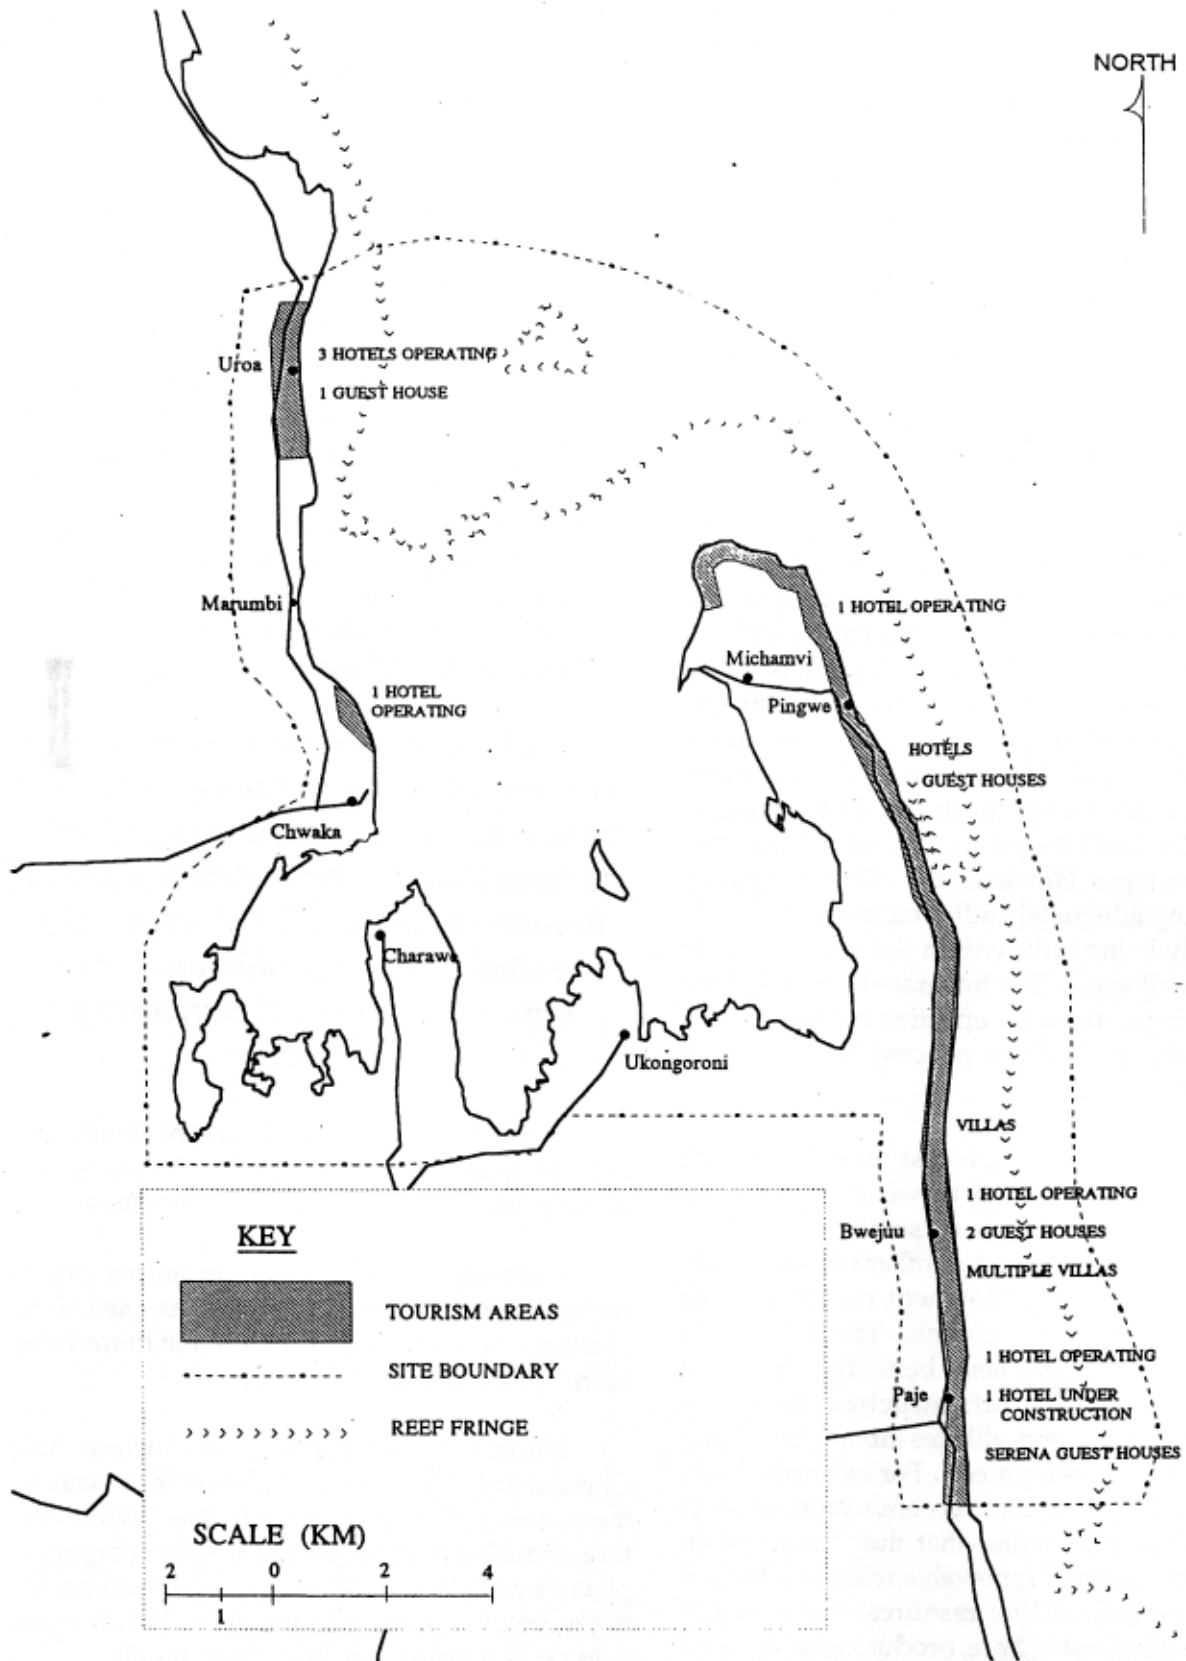 NORTH
Uroa
3 HOTELS OPERATING
1 GUEST HOUSE
Marumbi
1 HOTEL OPERATING
Michamvi
1 HOTEL
OPERATING
Pingwe
HOTELS
GUEST HOUSES
Chwaka
Charawe
Ukongoroni
VILLAS
1 HOTEL OPERATING
Bwejuu
2 GUEST HOUSES
MULTIPLE VILLAS
1 HOTEL OPERATING
Paje
1 HOTEL UNDER
CONSTRUCTION
SERENA GUEST HOUSES
KEY
TOURISM AREAS
SITE BOUNDARY
REEF FRINGE
SCALE (KM)
2 0 2 4
1